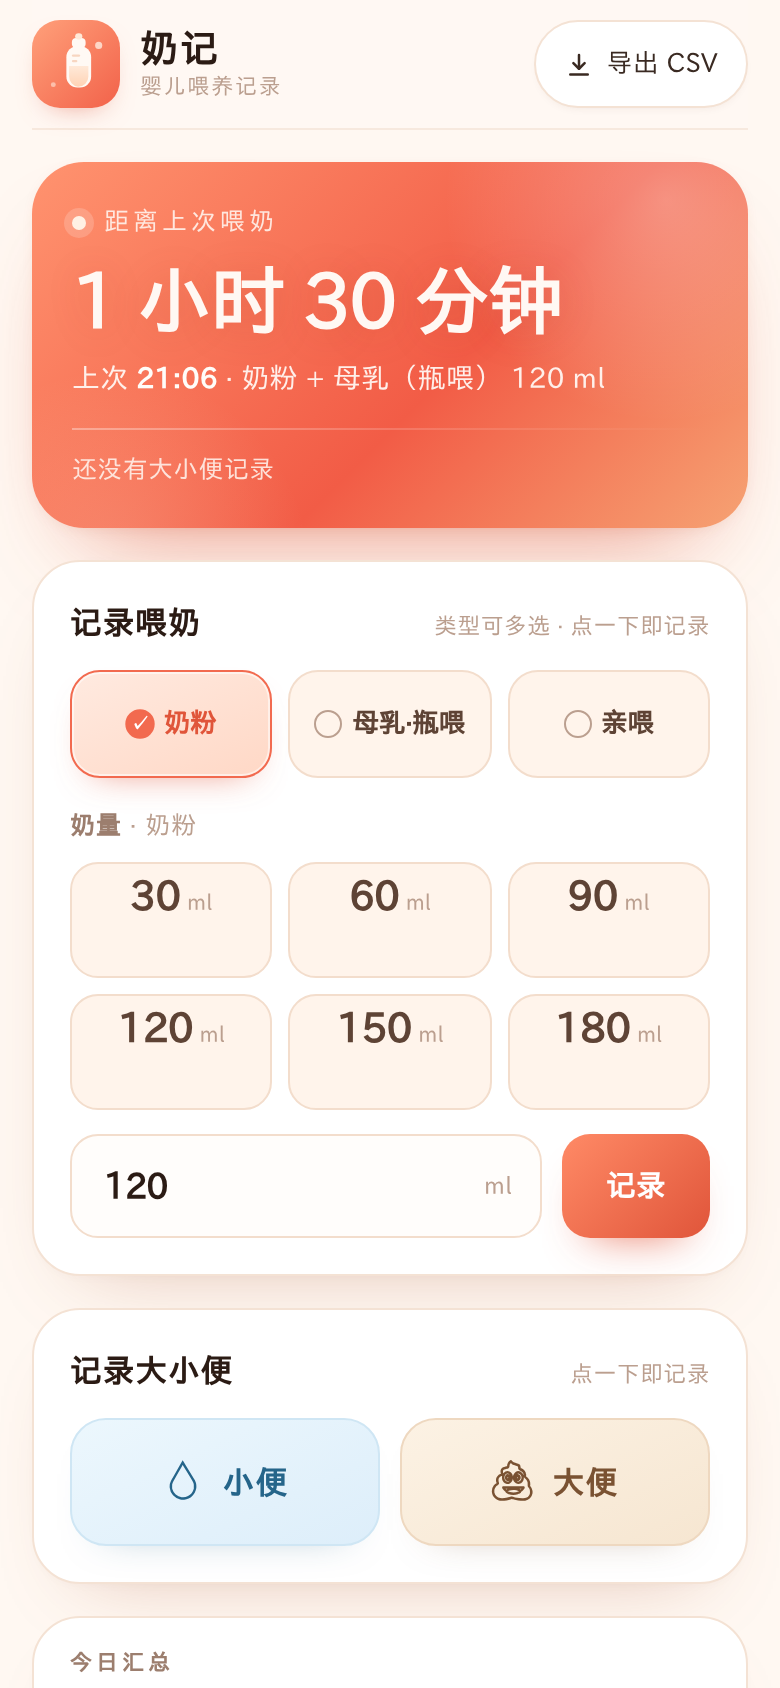 奶记
婴儿喂养记录
导出 CSV
距离上次喂奶
1 小时 30 分钟
上次 21:06 · 奶粉 + 母乳（瓶喂） 120 ml
还没有大小便记录
记录喂奶
类型可多选 · 点一下即记录
奶粉
母乳·瓶喂
亲喂
奶量 · 奶粉
30 ml
60 ml
90 ml
120 ml
150 ml
180 ml
120 ml
记录
记录大小便
点一下即记录
小便
大便
今日汇总